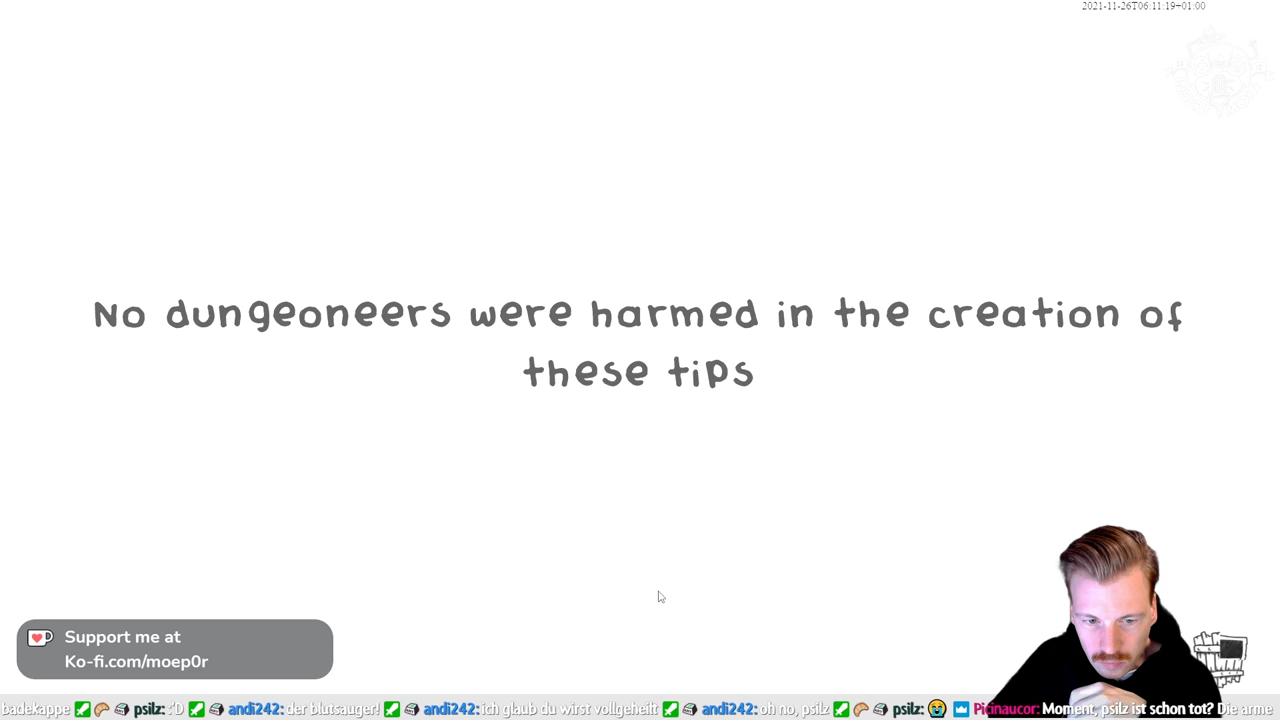 2021-11-26T06:11:19+01:00
No dungeoneers were harmed in the creation of
these tips
Support me at
Ko-fi.com/moep0r
badekappe psilz: :'D andi242: der blutsauger! andi242: ich glaub du wirst vollgeheilt andi242: oh no, psilz psilz: 😭 Picinaucor: Moment, psilz ist schon tot? Die arme